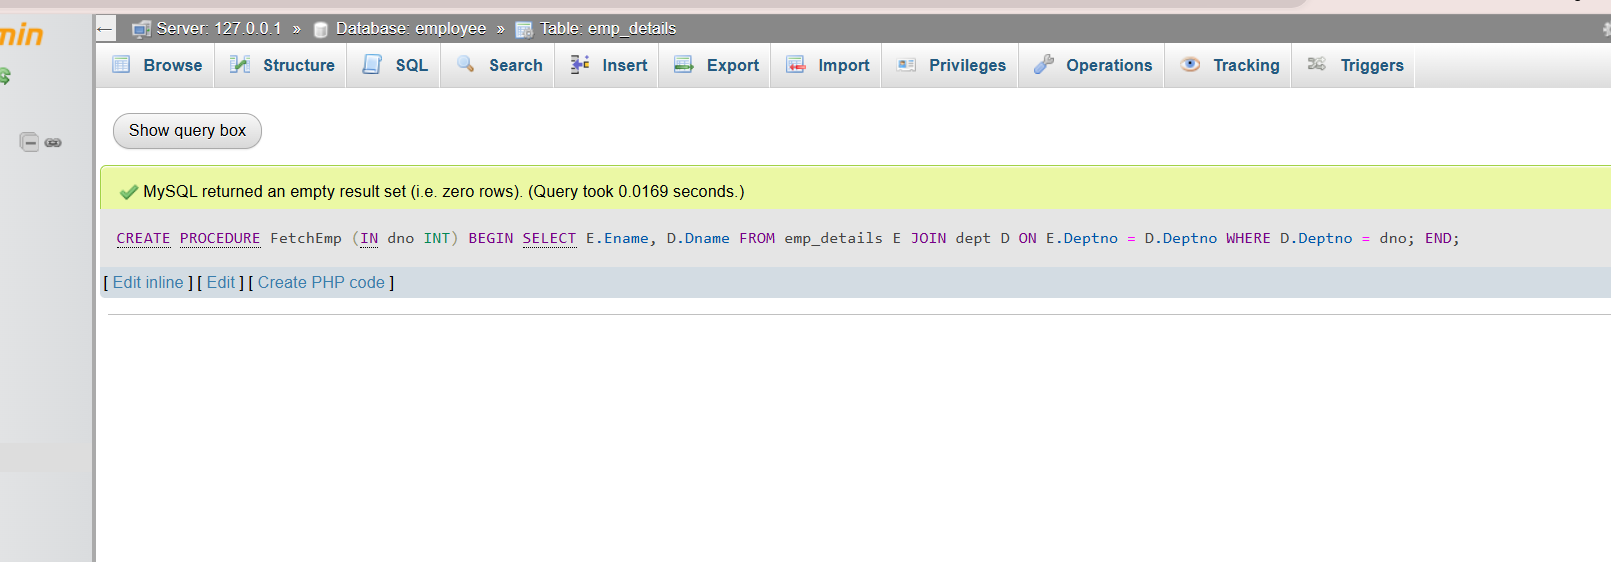 min
← Server: 127.0.0.1 » Database: employee » Table: emp_details
Browse Structure SQL Search Insert Export Import Privileges Operations Tracking Triggers
Show query box
MySQL returned an empty result set (i.e. zero rows). (Query took 0.0169 seconds.)
CREATE PROCEDURE FetchEmp (IN dno INT) BEGIN SELECT E.Ename, D.Dname FROM emp_details E JOIN dept D ON E.Deptno = D.Deptno WHERE D.Deptno = dno; END;
[ Edit inline ] [ Edit ] [ Create PHP code ]